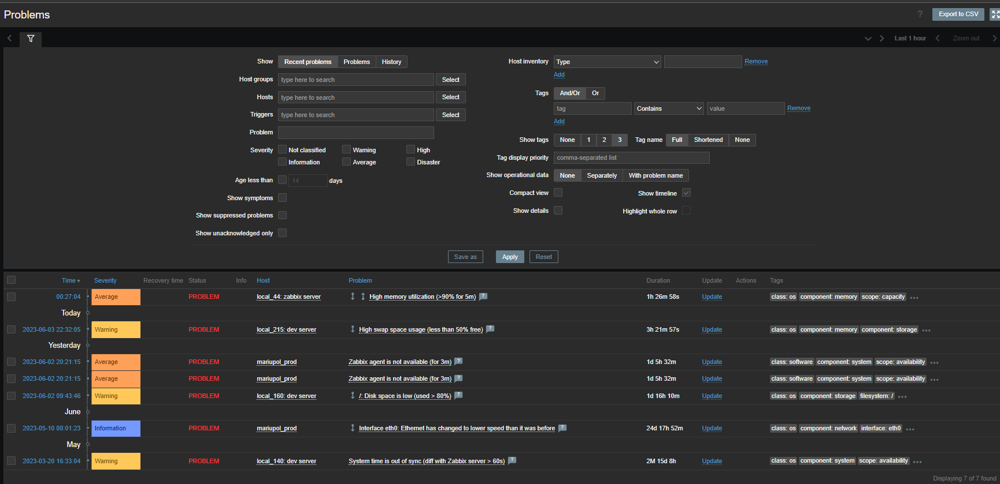 Problems
? Export to CSV
Last 1 hour Zoom out
Show Recent problems Problems History
Host groups type here to search Select
Hosts type here to search Select
Triggers type here to search Select
Problem
Severity Not classified Warning High
Information Average Disaster
Age less than 14 days
Show symptoms
Show suppressed problems
Show unacknowledged only
Host inventory Type Remove
Add
Tags And/Or Or
tag Contains value Remove
Add
Show tags None 1 2 3 Tag name Full Shortened None
Tag display priority comma-separated list
Show operational data None Separately With problem name
Compact view Show timeline
Show details Highlight whole row
Save as Apply Reset
Time Severity Recovery time Status Info Host Problem Duration Update Actions Tags
00:27:04 Average PROBLEM local_44: zabbix server High memory utilization (>90% for 5m) ? 1h 26m 58s Update class: os component: memory scope: capacity •••
Today
2023-06-03 22:32:05 Warning PROBLEM local_215: dev server High swap space usage (less than 50% free) ? 3h 21m 57s Update class: os component: memory component: storage •••
Yesterday
2023-06-02 20:21:15 Average PROBLEM mariupol_prod Zabbix agent is not available (for 3m) ? 1d 5h 32m Update class: software component: system scope: availability •••
2023-06-02 20:21:15 Average PROBLEM mariupol_prod Zabbix agent is not available (for 3m) ? 1d 5h 32m Update class: software component: system scope: availability •••
2023-06-02 09:43:46 Warning PROBLEM local_160: dev server /: Disk space is low (used > 80%) ? 1d 16h 10m Update class: os component: storage filesystem: / •••
June
2023-05-10 08:01:23 Information PROBLEM mariupol_prod Interface eth0: Ethernet has changed to lower speed than it was before ? 24d 17h 52m Update class: os component: network interface: eth0 •••
May
2023-03-20 16:33:04 Warning PROBLEM local_140: dev server System time is out of sync (diff with Zabbix server > 60s) ? 2M 15d 8h Update class: os component: system scope: availability •••
Displaying 7 of 7 found